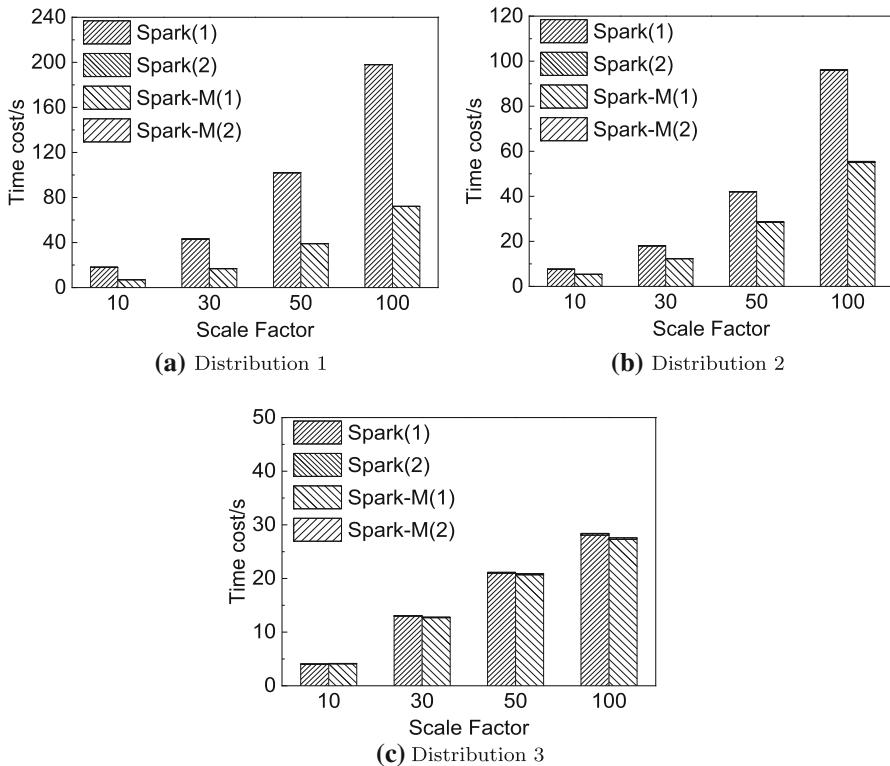 Time cost/s
240
200
160
120
80
40
0
Spark(1)
Spark(2)
Spark-M(1)
Spark-M(2)
10 30 50 100
Scale Factor
(a) Distribution 1
Time cost/s
120
100
80
60
40
20
0
Spark(1)
Spark(2)
Spark-M(1)
Spark-M(2)
10 30 50 100
Scale Factor
(b) Distribution 2
Time cost/s
50
40
30
20
10
0
Spark(1)
Spark(2)
Spark-M(1)
Spark-M(2)
10 30 50 100
Scale Factor
(c) Distribution 3